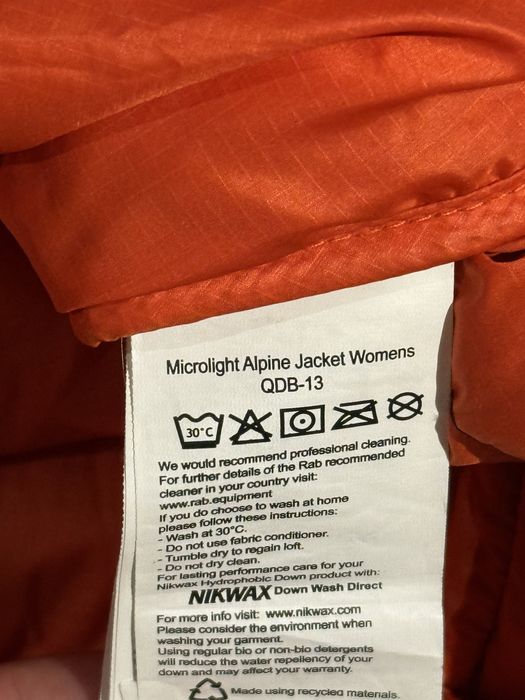 Microlight Alpine Jacket Womens
QDB-13
30°C
We would recommend professional cleaning.
For further details of the Rab recommended
cleaner in your country visit:
www.rab.equipment
If you do choose to wash at home
please follow these instructions:
- Wash at 30°C.
- Do not use fabric conditioner.
- Tumble dry to regain loft.
- Do not dry clean.
For lasting performance care for your
Nikwax Hydrophobic Down product with:
NIKWAX Down Wash Direct
For more info visit: www.nikwax.com
Please consider the environment when
washing your garment.
Using regular bio or non-bio detergents
will reduce the water repellency of your
down and may affect your warranty.
Made using recycled materials.